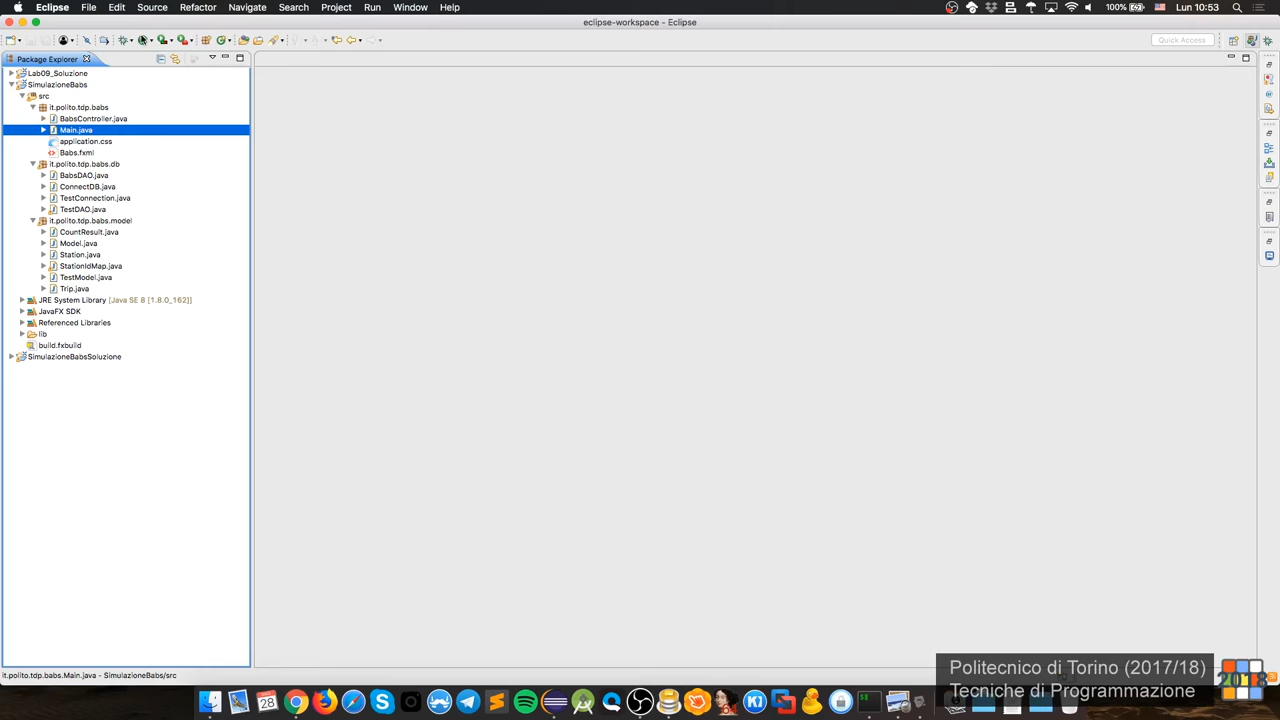 Eclipse File Edit Source Refactor Navigate Search Project Run Window Help
100% Lun 10:53
eclipse-workspace - Eclipse
Quick Access
Package Explorer
Lab09_Soluzione
SimulazioneBabs
src
it.polito.tdp.babs
BabsController.java
Main.java
application.css
Babs.fxml
it.polito.tdp.babs.db
BabsDAO.java
ConnectDB.java
TestConnection.java
TestDAO.java
it.polito.tdp.babs.model
CountResult.java
Model.java
Station.java
StationIdMap.java
TestModel.java
Trip.java
JRE System Library [Java SE 8 [1.8.0_162]]
JavaFX SDK
Referenced Libraries
lib
build.fxbuild
SimulazioneBabsSoluzione
it.polito.tdp.babs.Main.java - SimulazioneBabs/src
Politecnico di Torino (2017/18)
Tecniche di Programmazione
2018
28